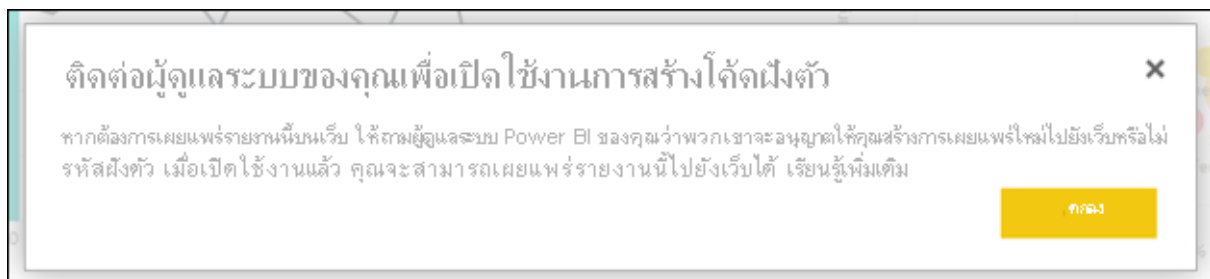 ติดต่อผู้ดูแลระบบของคุณเพื่อเปิดใช้งานการสร้างโค้ดฝังตัว
หากต้องการเผยแพร่รายงานนี้บนเว็บ ให้ถามผู้ดูแลระบบ Power BI ของคุณว่าพวกเขาจะอนุญาตให้คุณสร้างการเผยแพร่ใหม่ไปยังเว็บหรือไม่
รหัสฝังตัว เมื่อเปิดใช้งานแล้ว คุณจะสามารถเผยแพร่รายงานนี้ไปยังเว็บได้ เรียนรู้เพิ่มเติม
ตกลง